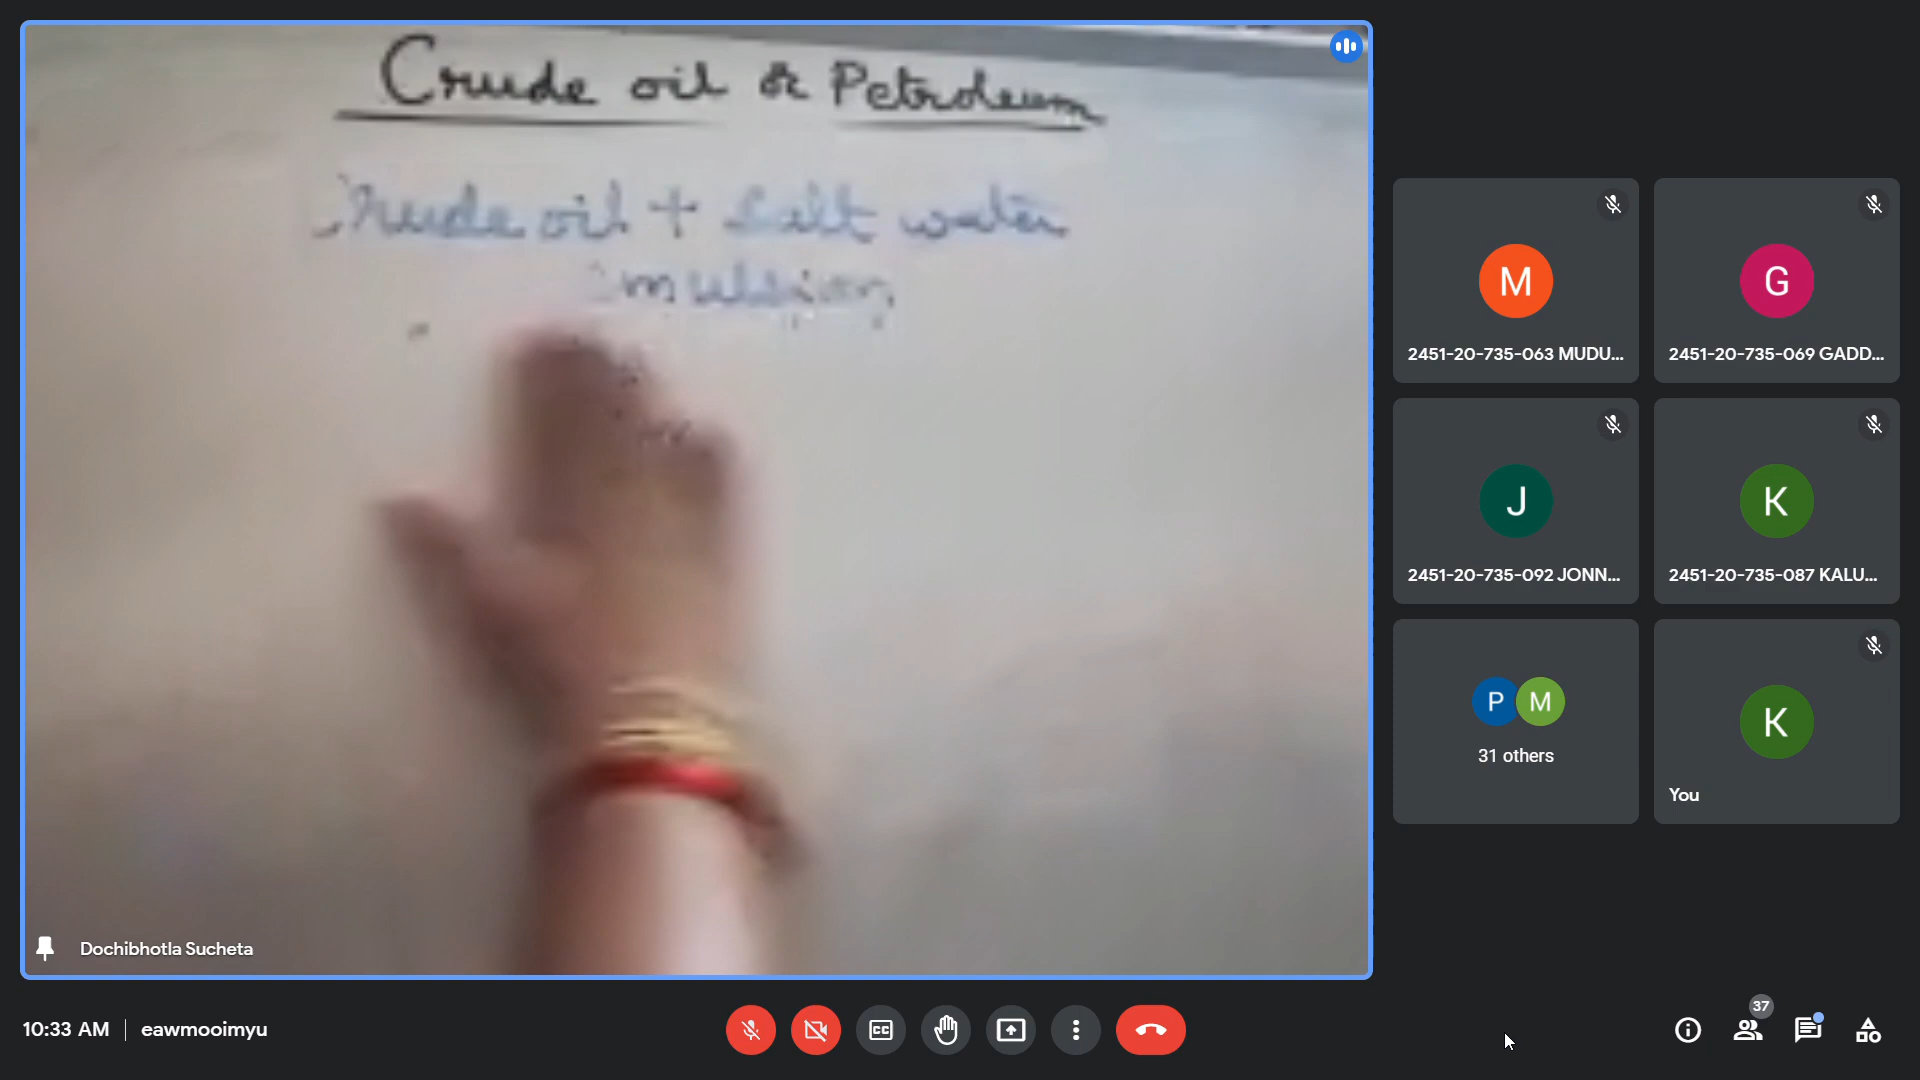 Crude oil & Petroleum
Crude oil + Salt water
emulsion
M
2451-20-735-063 MUDU...
G
2451-20-735-069 GADD...
J
2451-20-735-092 JONN...
K
2451-20-735-087 KALU...
P M
31 others
K
You
Dochibhotla Sucheta
10:33 AM | eawmooimyu
CC
37